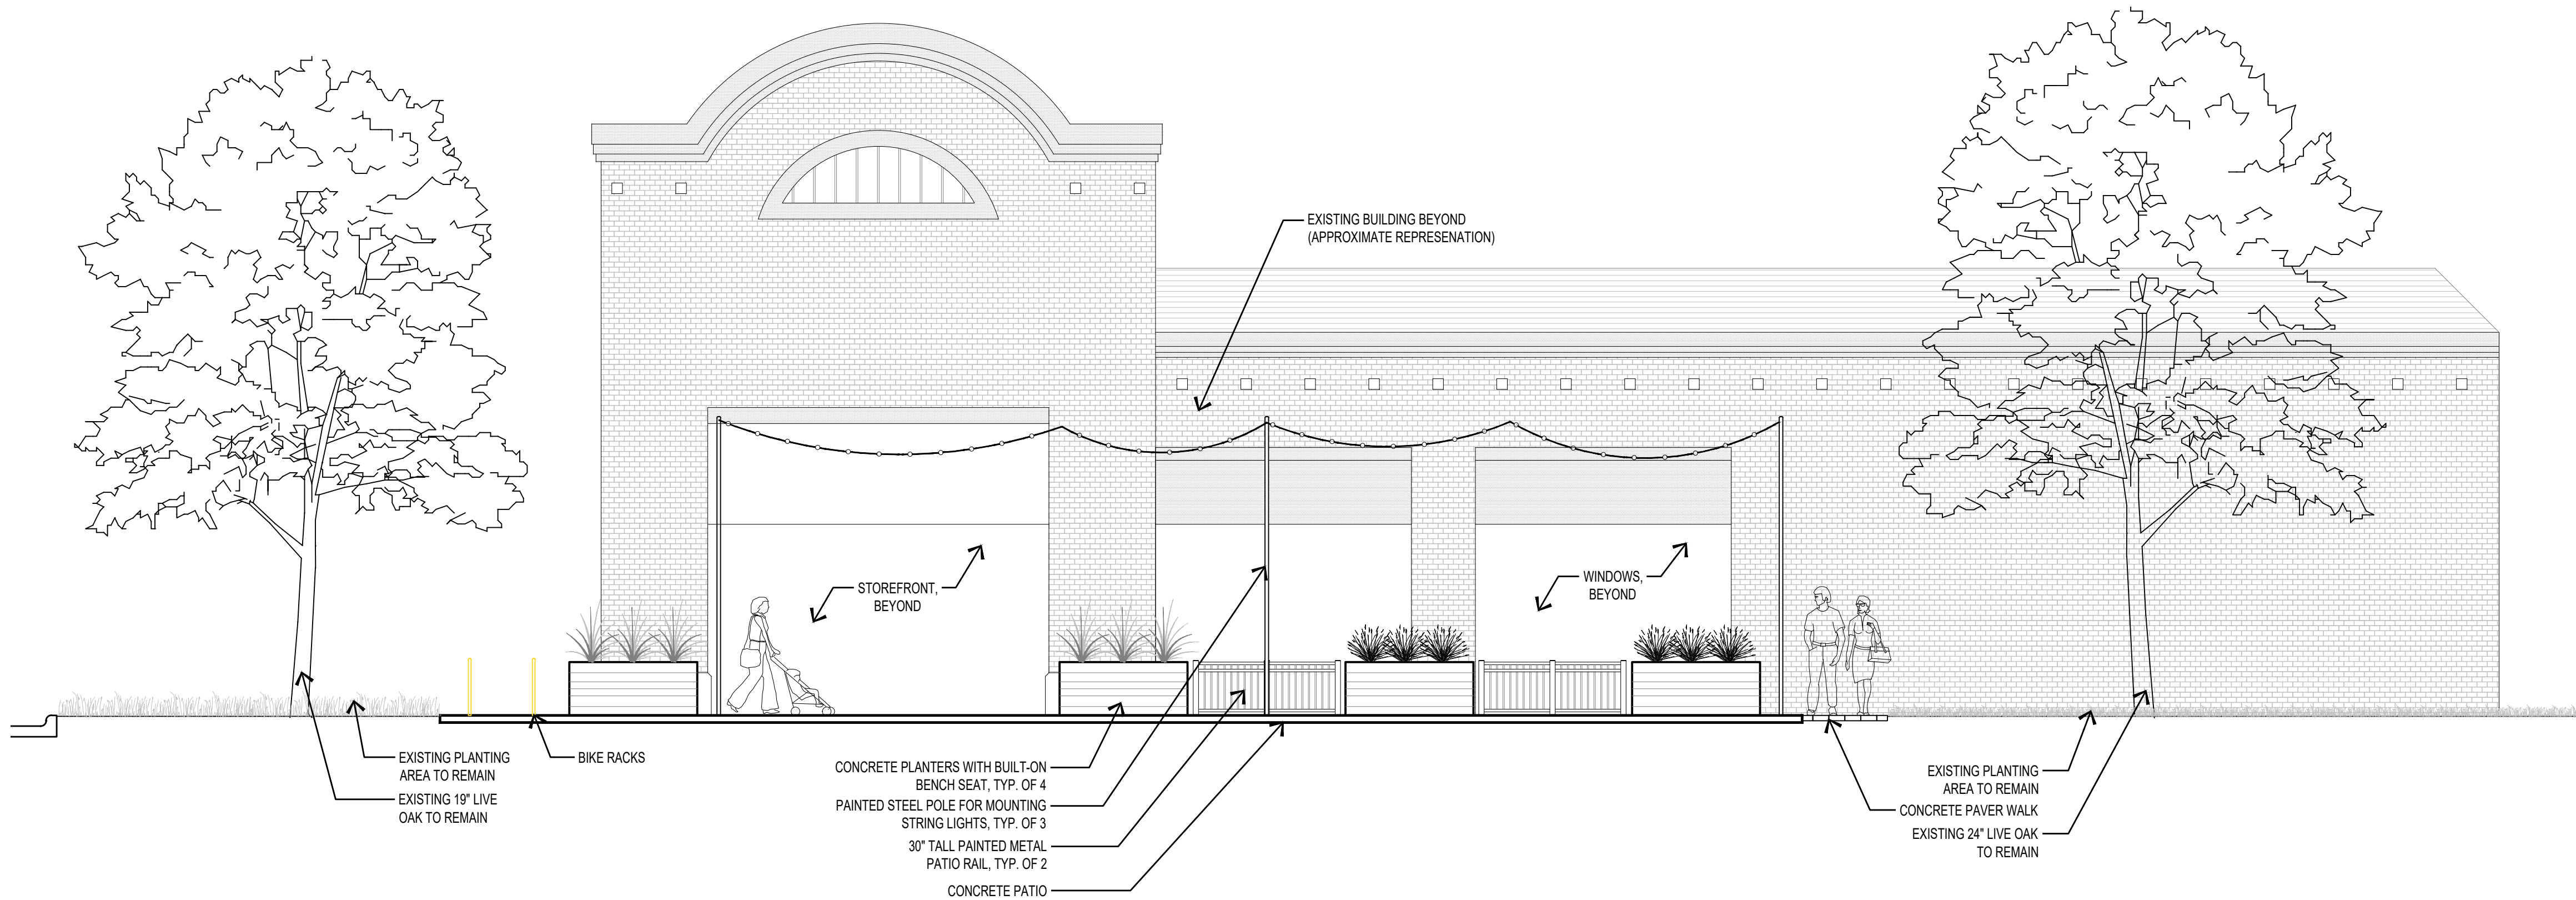 EXISTING BUILDING BEYOND
(APPROXIMATE REPRESENATION)
STOREFRONT,
BEYOND
WINDOWS,
BEYOND
EXISTING PLANTING
AREA TO REMAIN
EXISTING 19" LIVE
OAK TO REMAIN
BIKE RACKS
CONCRETE PLANTERS WITH BUILT-ON
BENCH SEAT, TYP. OF 4
PAINTED STEEL POLE FOR MOUNTING
STRING LIGHTS, TYP. OF 3
30" TALL PAINTED METAL
PATIO RAIL, TYP. OF 2
CONCRETE PATIO
EXISTING PLANTING
AREA TO REMAIN
CONCRETE PAVER WALK
EXISTING 24" LIVE OAK
TO REMAIN